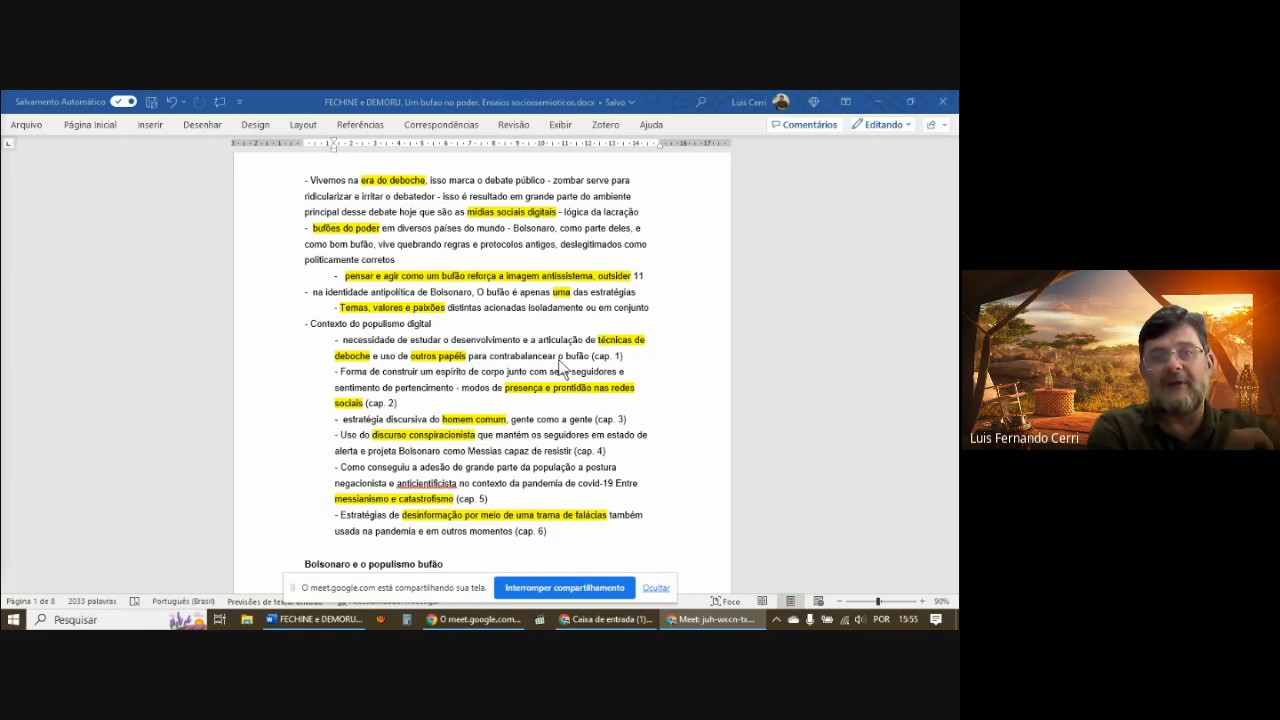 Salvamento Automático
FECHINE e DEMORU. Um bufao no poder. Ensaios sociossemioticos.docx • Salvo
Luis Cerri
Arquivo Página Inicial Inserir Desenhar Design Layout Referências Correspondências Revisão Exibir Zotero Ajuda Comentários Editando
- Vivemos na era do deboche, isso marca o debate público - zombar serve para
ridicularizar e irritar o debatedor - isso é resultado em grande parte do ambiente
principal desse debate hoje que são as mídias sociais digitais - lógica da lacração
- bufões do poder em diversos países do mundo - Bolsonaro, como parte deles, e
como bom bufão, vive quebrando regras e protocolos antigos, deslegitimados como
politicamente corretos
- pensar e agir como um bufão reforça a imagem antissistema, outsider 11
- na identidade antipolítica de Bolsonaro, O bufão é apenas uma das estratégias
- Temas, valores e paixões distintas acionadas isoladamente ou em conjunto
- Contexto do populismo digital
- necessidade de estudar o desenvolvimento e a articulação de técnicas de
deboche e uso de outros papéis para contrabalancear o bufão (cap. 1)
- Forma de construir um espírito de corpo junto com seguidores e
sentimento de pertencimento - modos de presença e prontidão nas redes
sociais (cap. 2)
- estratégia discursiva do homem comum, gente como a gente (cap. 3)
- Uso do discurso conspiracionista que mantém os seguidores em estado de
alerta e projeta Bolsonaro como Messias capaz de resistir (cap. 4)
- Como conseguiu a adesão de grande parte da população a postura
negacionista e anticientificista no contexto da pandemia de covid-19 Entre
messianismo e catastrofismo (cap. 5)
- Estratégias de desinformação por meio de uma trama de falácias também
usada na pandemia e em outros momentos (cap. 6)
Bolsonaro e o populismo bufão
O meet.google.com está compartilhando sua tela. Interromper compartilhamento Ocultar
Página 1 de 8 2033 palavras Português (Brasil) Foco 90%
Pesquisar FECHINE e DEMORU... O meet.google.com... Caixa de entrada (1)... Meet: juh-wxcn-tx... POR 15:55
Luis Fernando Cerri